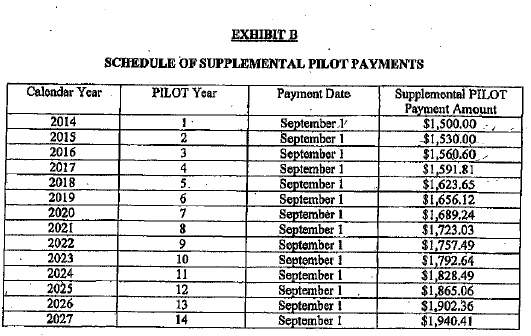 EXHIBIT B
SCHEDULE OF SUPPLEMENTAL PILOT PAYMENTS
Calendar Year PILOT Year Payment Date Supplemental PILOT
Payment Amount
2014 1 September 1 $1,500.00
2015 2 September 1 $1,530.00
2016 3 September 1 $1,560.60
2017 4 September 1 $1,591.81
2018 5 September 1 $1,623.65
2019 6 September 1 $1,656.12
2020 7 September 1 $1,689.24
2021 8 September 1 $1,723.03
2022 9 September 1 $1,757.49
2023 10 September 1 $1,792.64
2024 11 September 1 $1,828.49
2025 12 September 1 $1,865.06
2026 13 September 1 $1,902.36
2027 14 September 1 $1,940.41